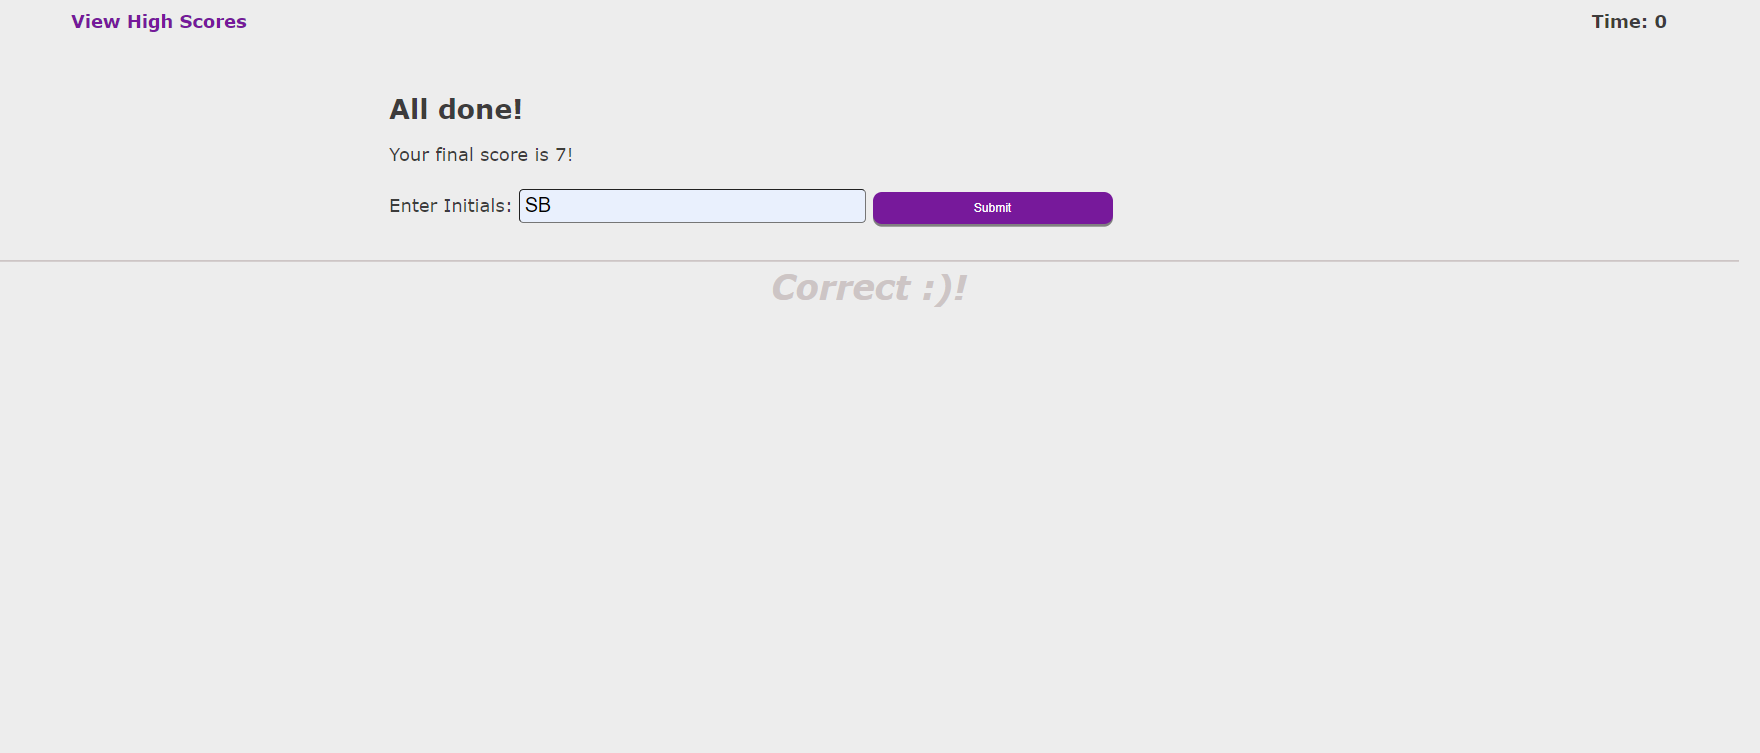 View High Scores
Time: 0
All done!
Your final score is 7!
Enter Initials: SB Submit
Correct :)!